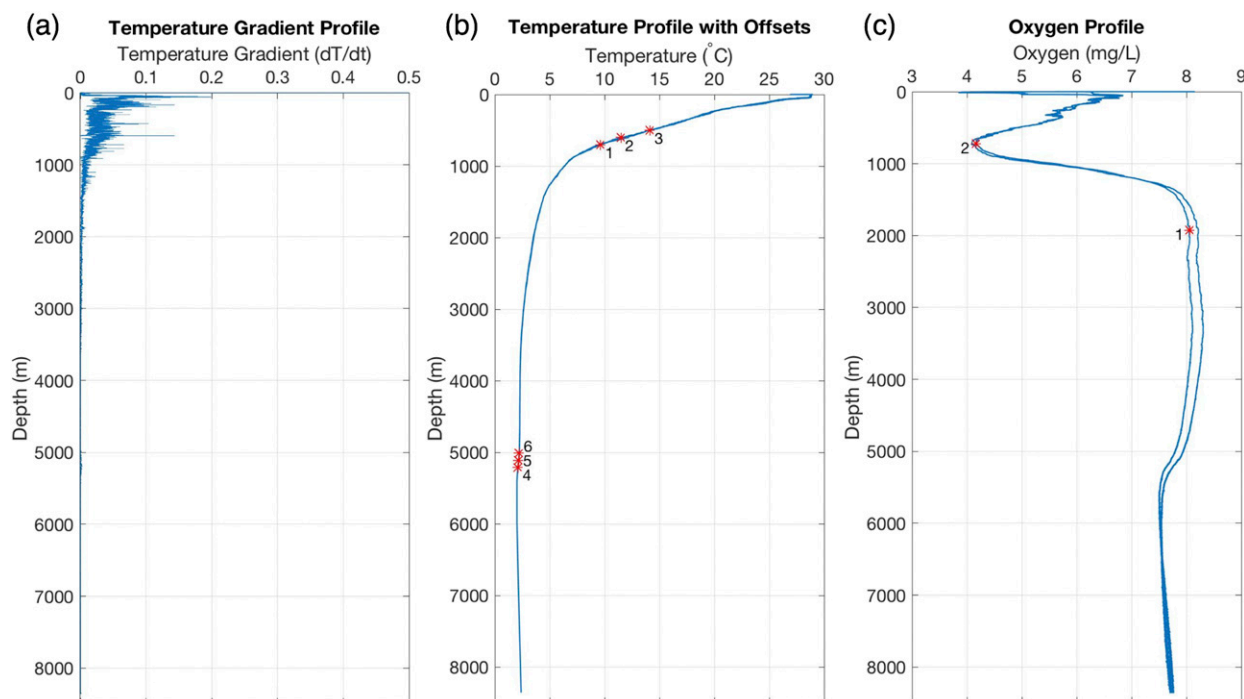 (a) Temperature Gradient Profile
Temperature Gradient (dT/dt)
0 0.1 0.2 0.3 0.4 0.5
0
1000
2000
3000
4000
5000
6000
7000
8000
Depth (m)
(b) Temperature Profile with Offsets
Temperature (°C)
0 5 10 15 20 25 30
0
1000
2000
3000
4000
5000
6000
7000
8000
Depth (m)
1
2
3
6
5
4
(c) Oxygen Profile
Oxygen (mg/L)
3 4 5 6 7 8 9
0
1000
2000
3000
4000
5000
6000
7000
8000
Depth (m)
2
1